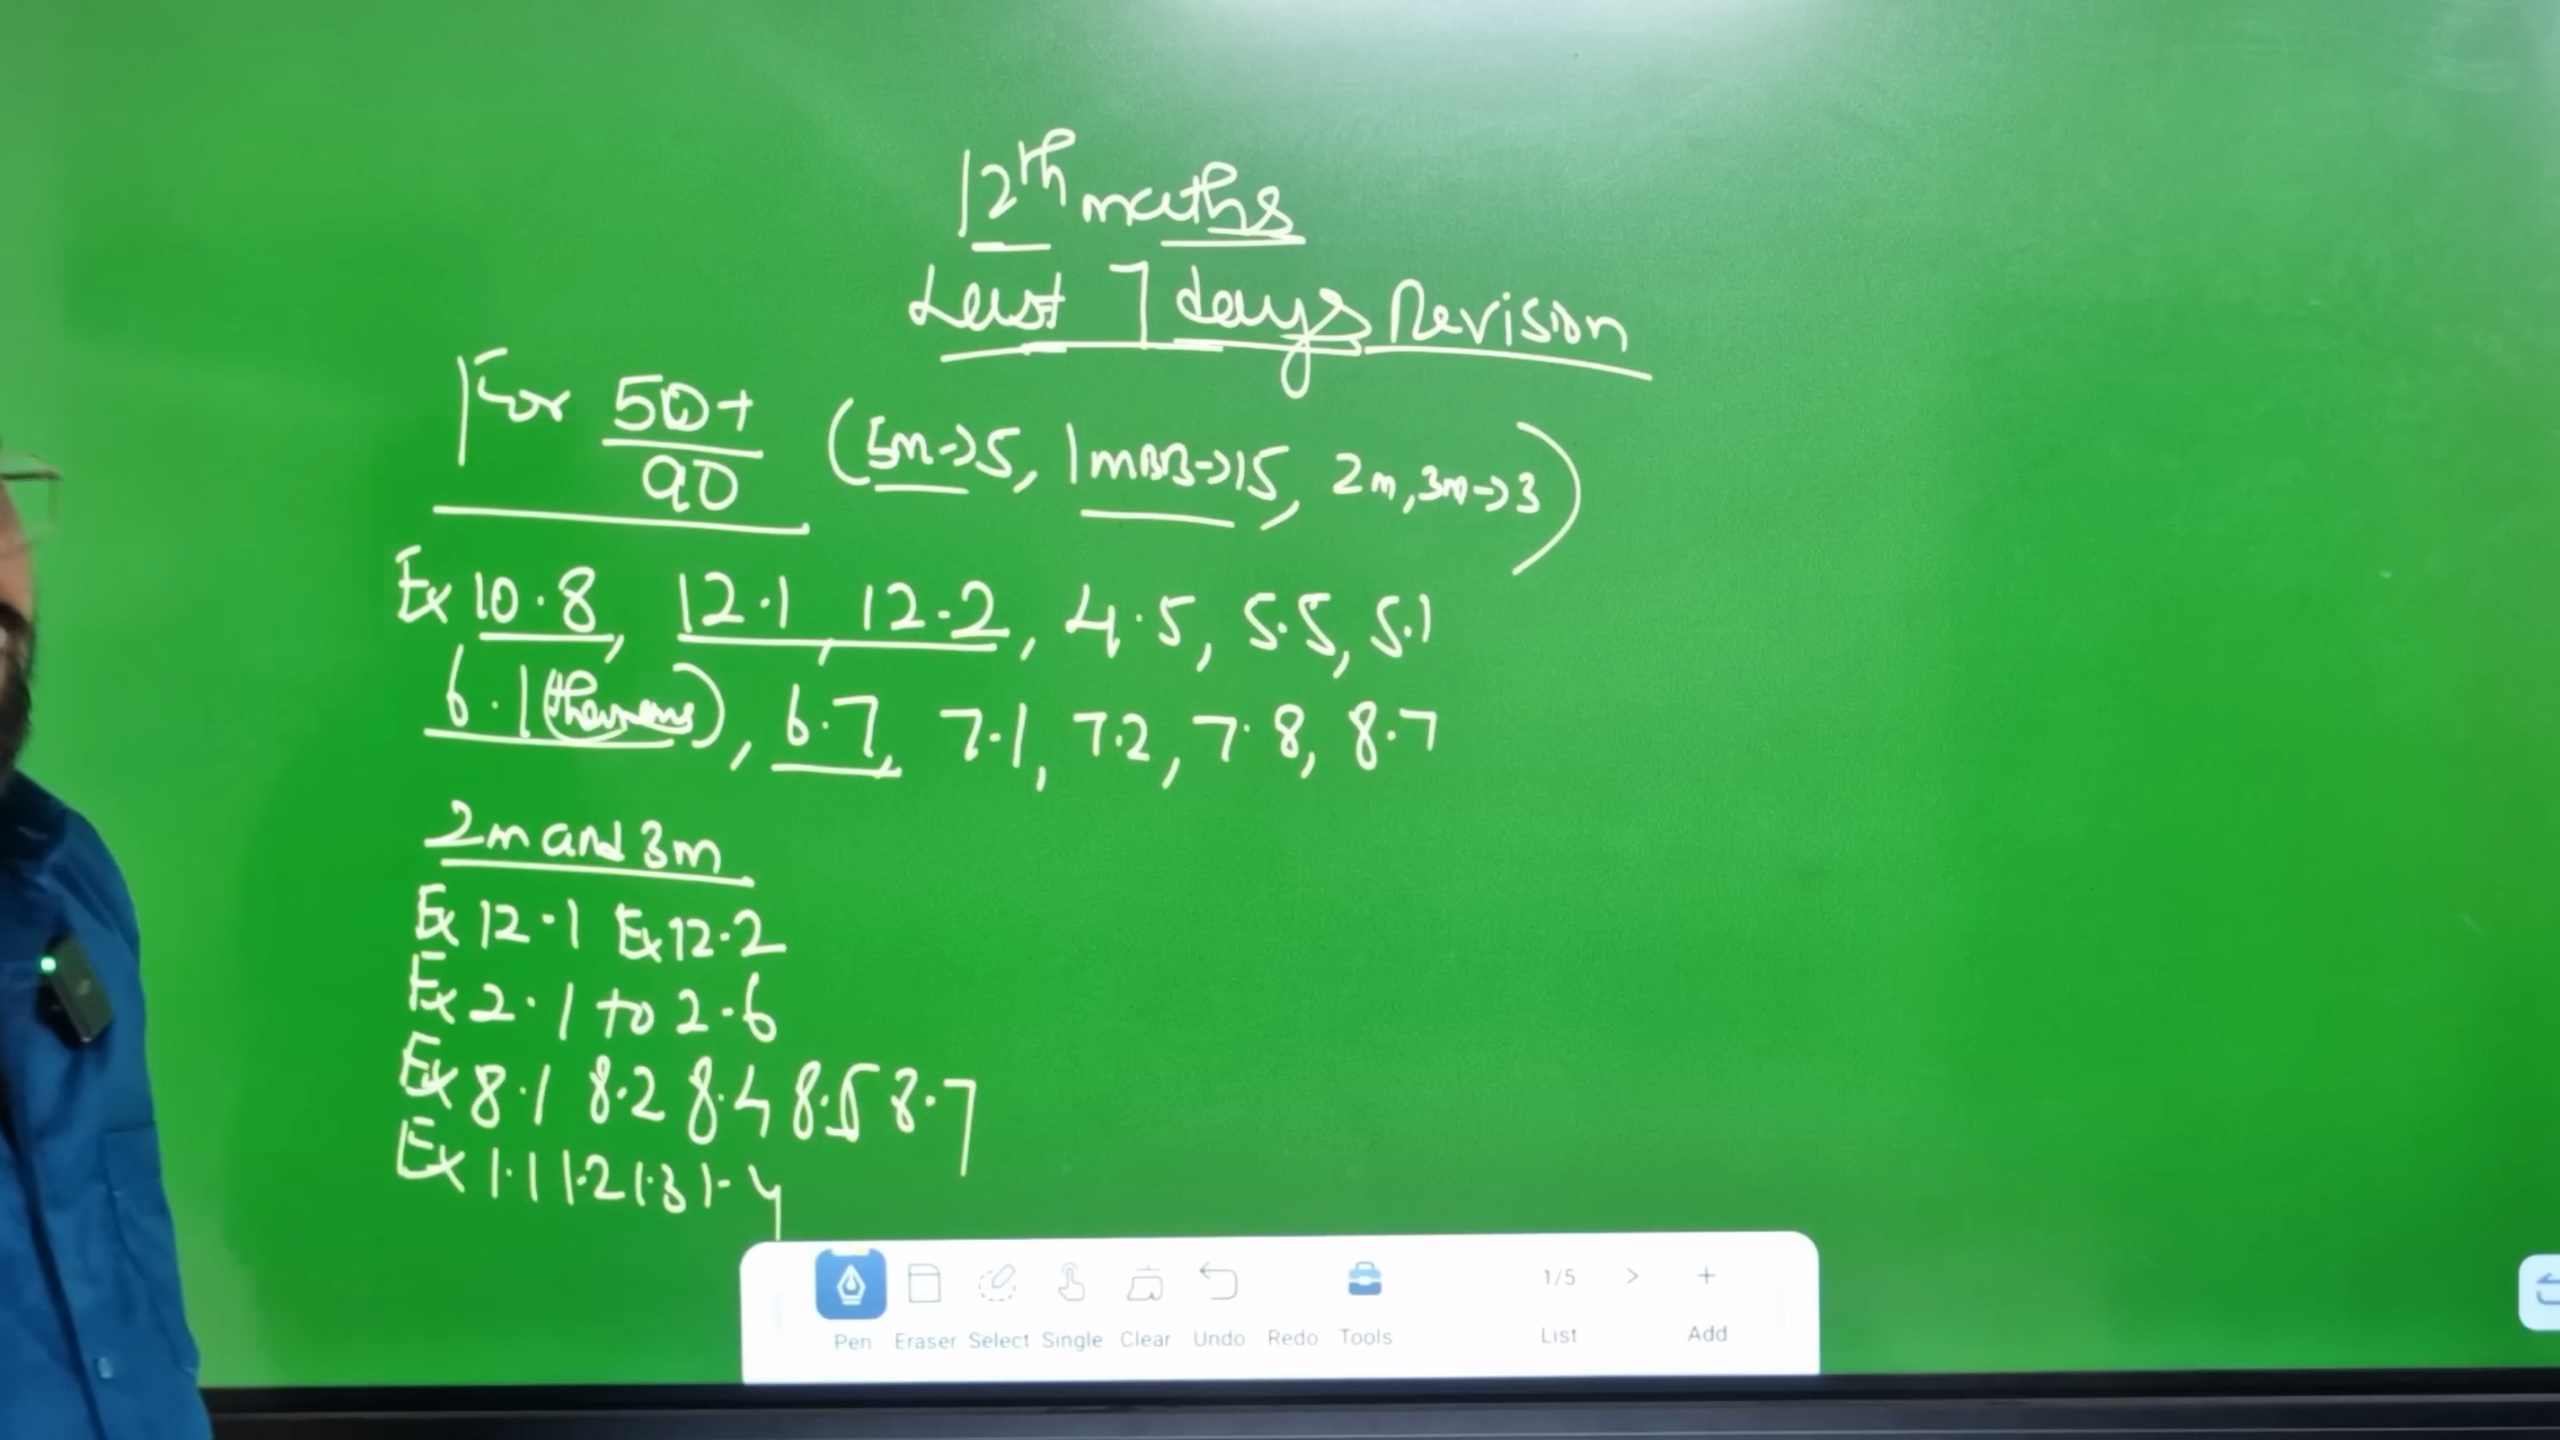 12th maths
Last 7 days Revision
For 50+/90 (5m→5, 1m BB→15, 2m, 3m→3)
Ex 10.8, 12.1, 12.2, 4.5, 5.5, 5.1
6.1 (theorems), 6.7, 7.1, 7.2, 7.8, 8.7
2m and 3m
Ex 12.1 Ex 12.2
Ex 2.1 to 2.6
Ex 8.1 8.2 8.4 8.5 8.7
Ex 1.1 1.2 1.3 1.4
Pen Eraser Select Single Clear Undo Redo Tools 1/5 > List + Add